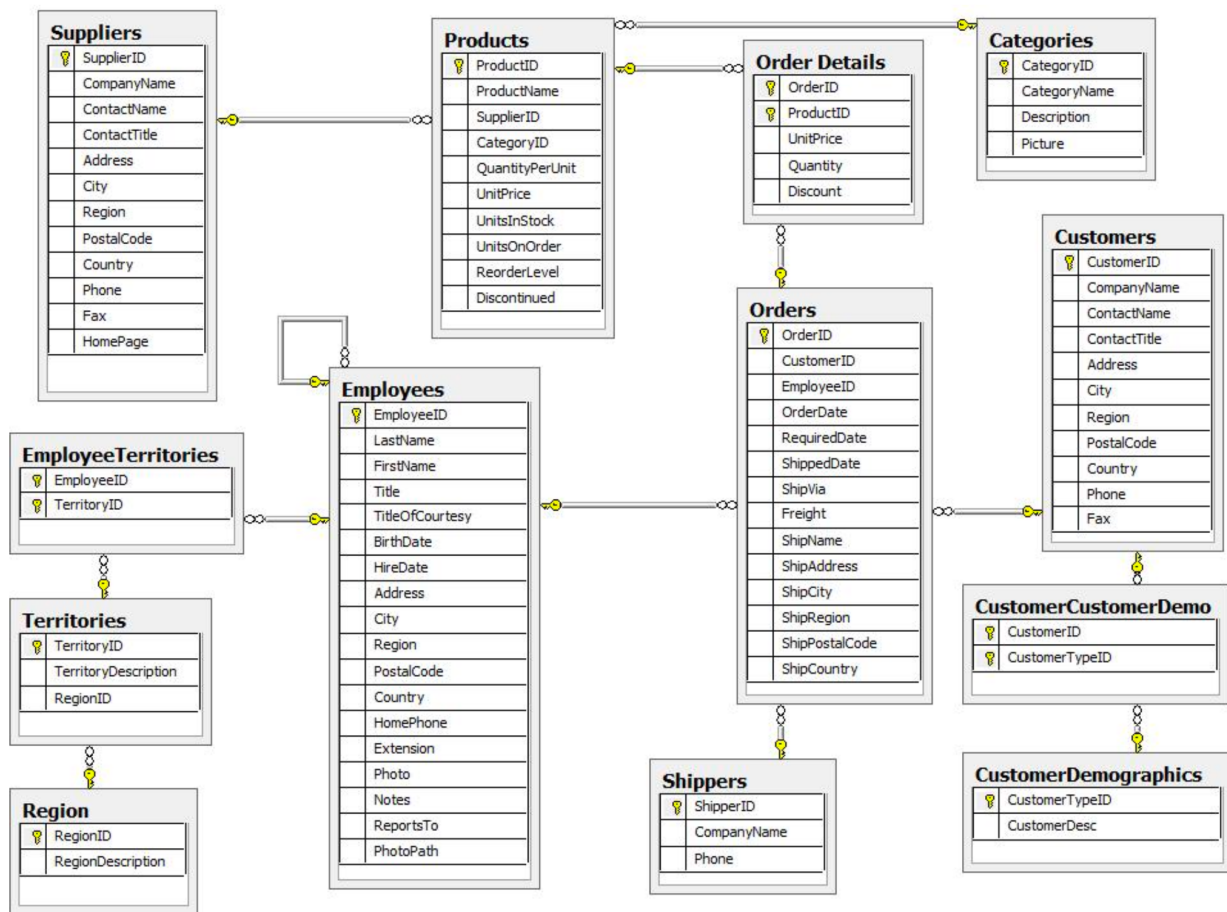 Suppliers
SupplierID
CompanyName
ContactName
ContactTitle
Address
City
Region
PostalCode
Country
Phone
Fax
HomePage
Products
ProductID
ProductName
SupplierID
CategoryID
QuantityPerUnit
UnitPrice
UnitsInStock
UnitsOnOrder
ReorderLevel
Discontinued
Order Details
OrderID
ProductID
UnitPrice
Quantity
Discount
Categories
CategoryID
CategoryName
Description
Picture
Customers
CustomerID
CompanyName
ContactName
ContactTitle
Address
City
Region
PostalCode
Country
Phone
Fax
Orders
OrderID
CustomerID
EmployeeID
OrderDate
RequiredDate
ShippedDate
ShipVia
Freight
ShipName
ShipAddress
ShipCity
ShipRegion
ShipPostalCode
ShipCountry
Employees
EmployeeID
LastName
FirstName
Title
TitleOfCourtesy
BirthDate
HireDate
Address
City
Region
PostalCode
Country
HomePhone
Extension
Photo
Notes
ReportsTo
PhotoPath
EmployeeTerritories
EmployeeID
TerritoryID
Territories
TerritoryID
TerritoryDescription
RegionID
Region
RegionID
RegionDescription
Shippers
ShipperID
CompanyName
Phone
CustomerCustomerDemo
CustomerID
CustomerTypeID
CustomerDemographics
CustomerTypeID
CustomerDesc